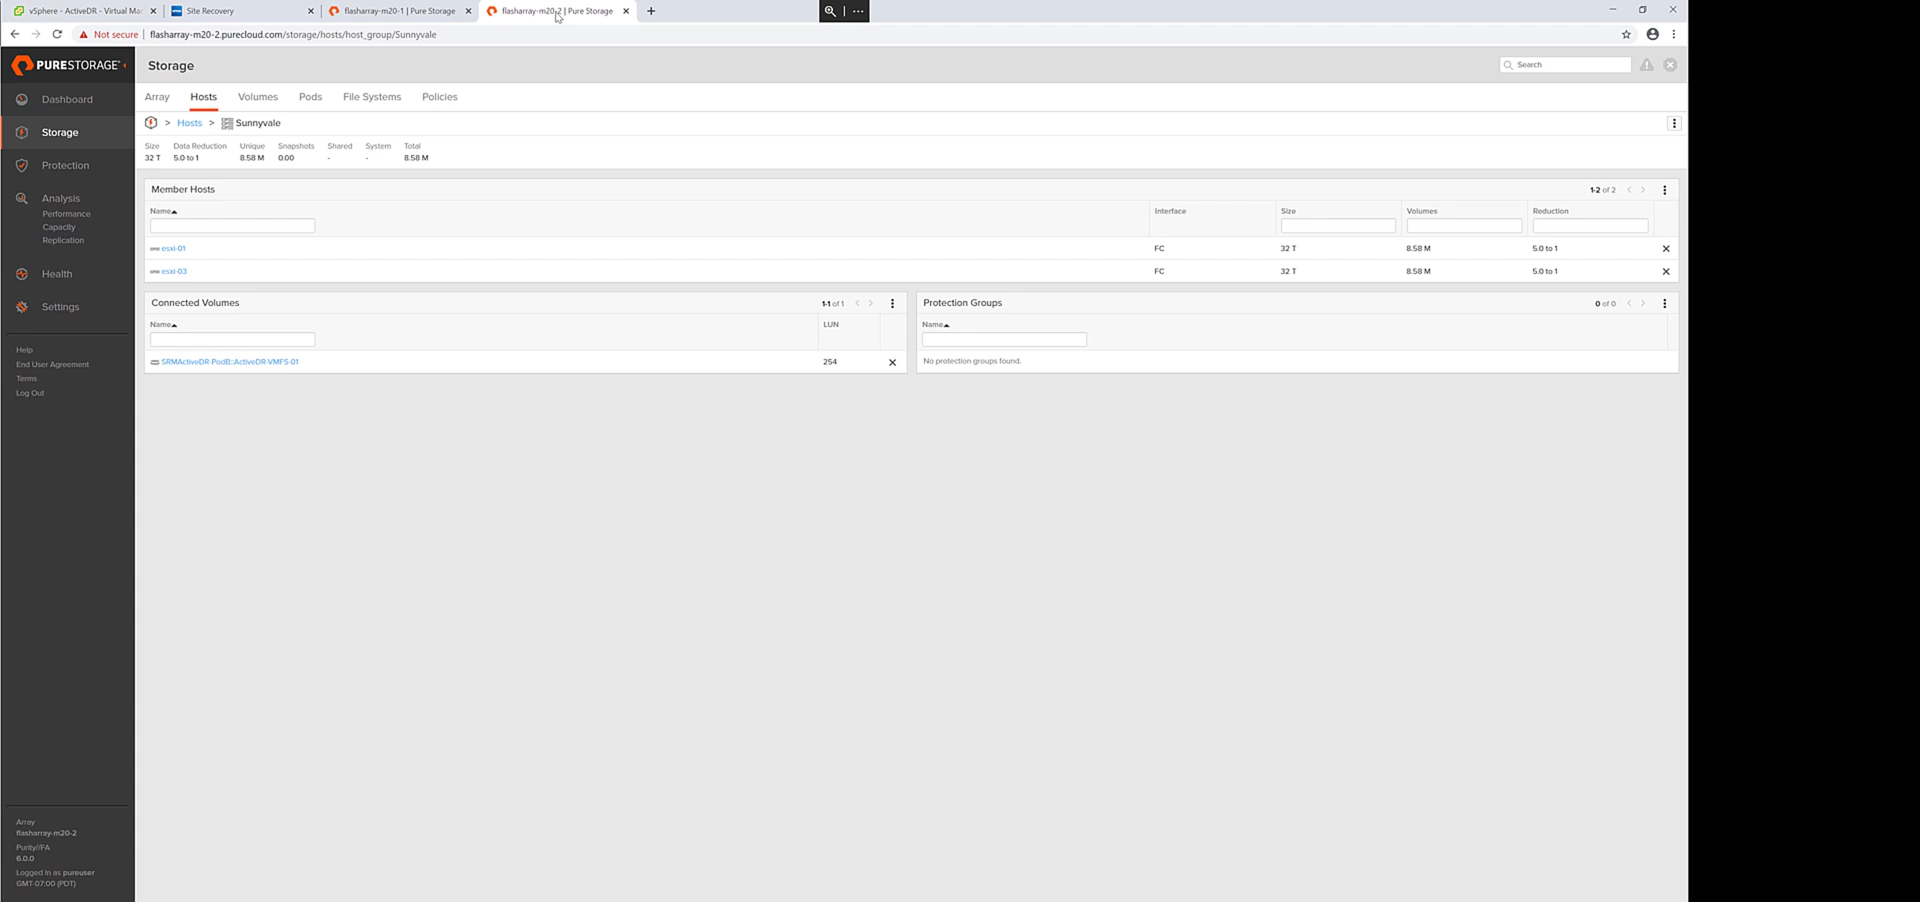 vSphere - ActiveDR - Virtual Ma
Site Recovery
flasharray-m20-1 | Pure Storage
flasharray-m20-2 | Pure Storage
Not secure | flasharray-m20-2.purecloud.com/storage/hosts/host_group/Sunnyvale
PURESTORAGE
Storage
Search
Dashboard
Storage
Protection
Analysis
Performance
Capacity
Replication
Health
Settings
Help
End User Agreement
Terms
Log Out
Array
flasharray-m20-2
Purity//FA
6.0.0
Logged in as pureuser
GMT-07:00 (PDT)
Array Hosts Volumes Pods File Systems Policies
> Hosts > Sunnyvale
Size Data Reduction Unique Snapshots Shared System Total
32 T 5.0 to 1 8.58 M 0.00 - - 8.58 M
Member Hosts 1-2 of 2
Name Interface Size Volumes Reduction
esxi-01 FC 32 T 8.58 M 5.0 to 1
esxi-03 FC 32 T 8.58 M 5.0 to 1
Connected Volumes 1-1 of 1
Name LUN
SRMActiveDR-PodB::ActiveDR-VMFS-01 254
Protection Groups 0 of 0
Name
No protection groups found.